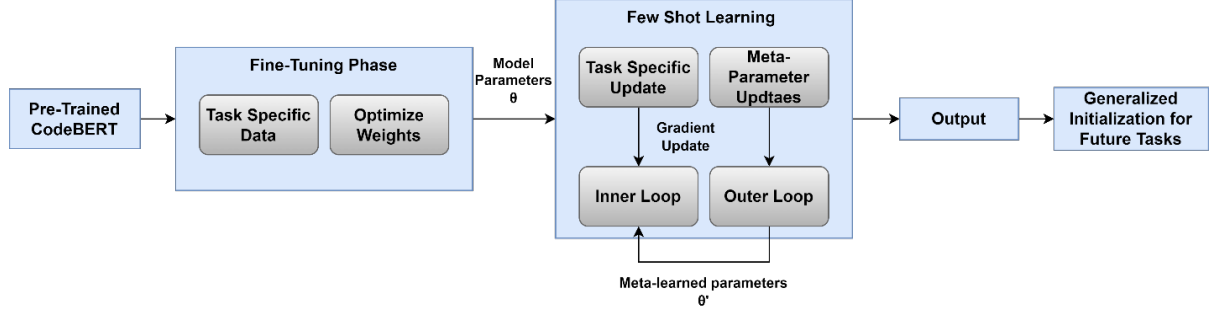 Pre-Trained
CodeBERT
Fine-Tuning Phase
Task Specific
Data
Optimize
Weights
Model
Parameters
θ
Few Shot Learning
Task Specific
Update
Meta-
Parameter
Updtaes
Gradient
Update
Inner Loop
Outer Loop
Meta-learned parameters
θ'
Output
Generalized
Initialization for
Future Tasks